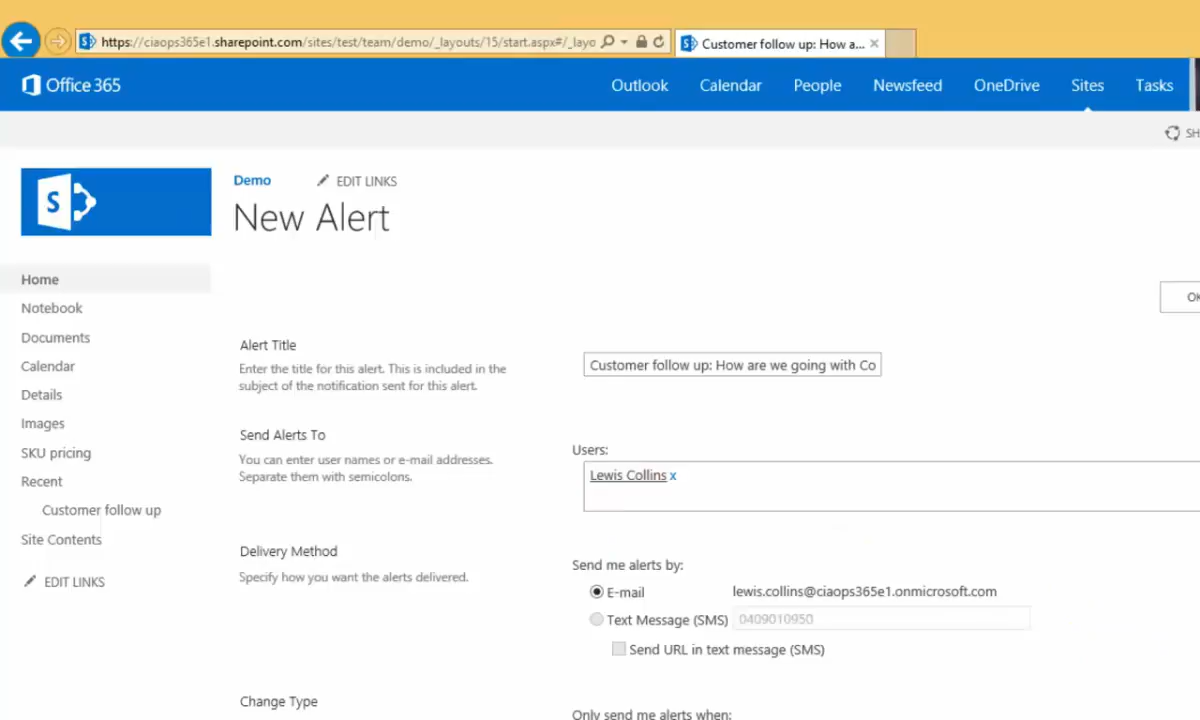 https://ciaops365e1.sharepoint.com/sites/test/team/demo/_layouts/15/start.aspx#/_layo
Customer follow up: How a...
Office 365
Outlook
Calendar
People
Newsfeed
OneDrive
Sites
Tasks
SH
S
Demo
EDIT LINKS
New Alert
Home
Notebook
Documents
Calendar
Details
Images
SKU pricing
Recent
Customer follow up
Site Contents
EDIT LINKS
OK
Alert Title
Enter the title for this alert. This is included in the
subject of the notification sent for this alert.
Customer follow up: How are we going with Co
Send Alerts To
You can enter user names or e-mail addresses.
Separate them with semicolons.
Users:
Lewis Collins x
Delivery Method
Specify how you want the alerts delivered.
Send me alerts by:
E-mail
lewis.collins@ciaops365e1.onmicrosoft.com
Text Message (SMS)
0409010950
Send URL in text message (SMS)
Change Type
Only send me alerts when: